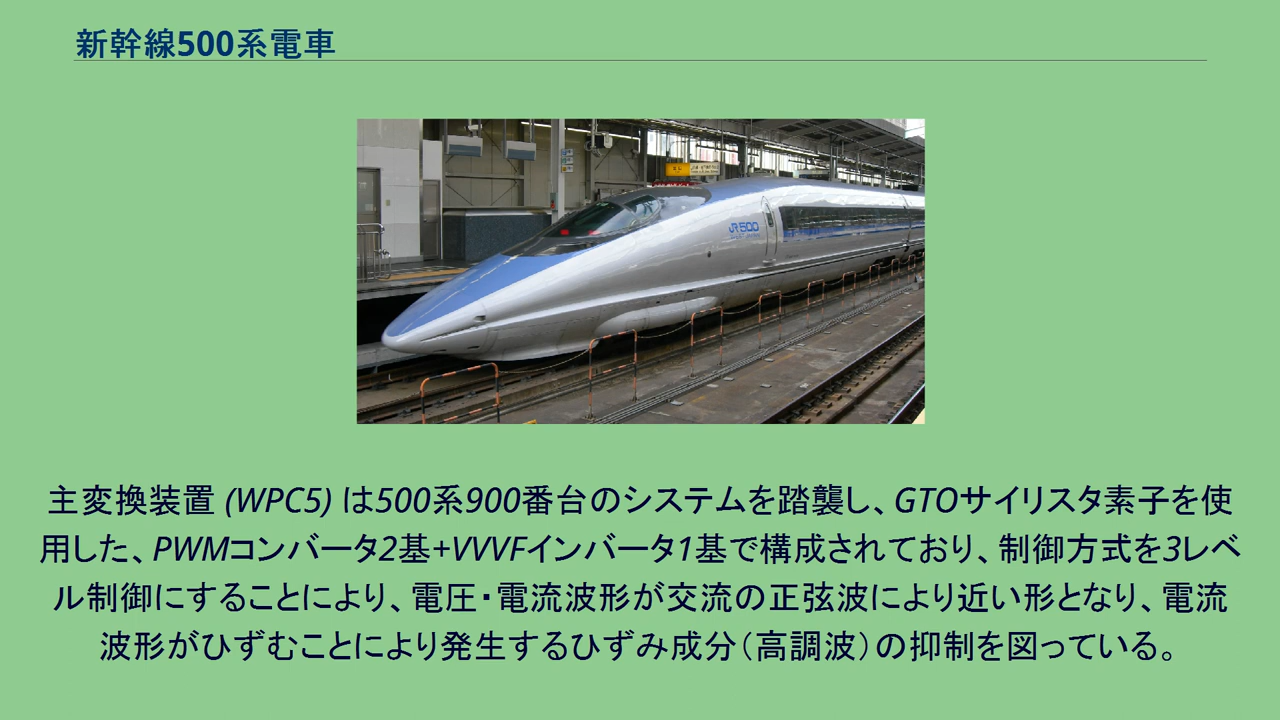 新幹線500系電車
JR500
主変換装置 (WPC5) は500系900番台のシステムを踏襲し、GTOサイリスタ素子を使
用した、PWMコンバータ2基+VVVFインバータ1基で構成されており、制御方式を3レベ
ル制御にすることにより、電圧・電流波形が交流の正弦波により近い形となり、電流
波形がひずむことにより発生するひずみ成分（高調波）の抑制を図っている。